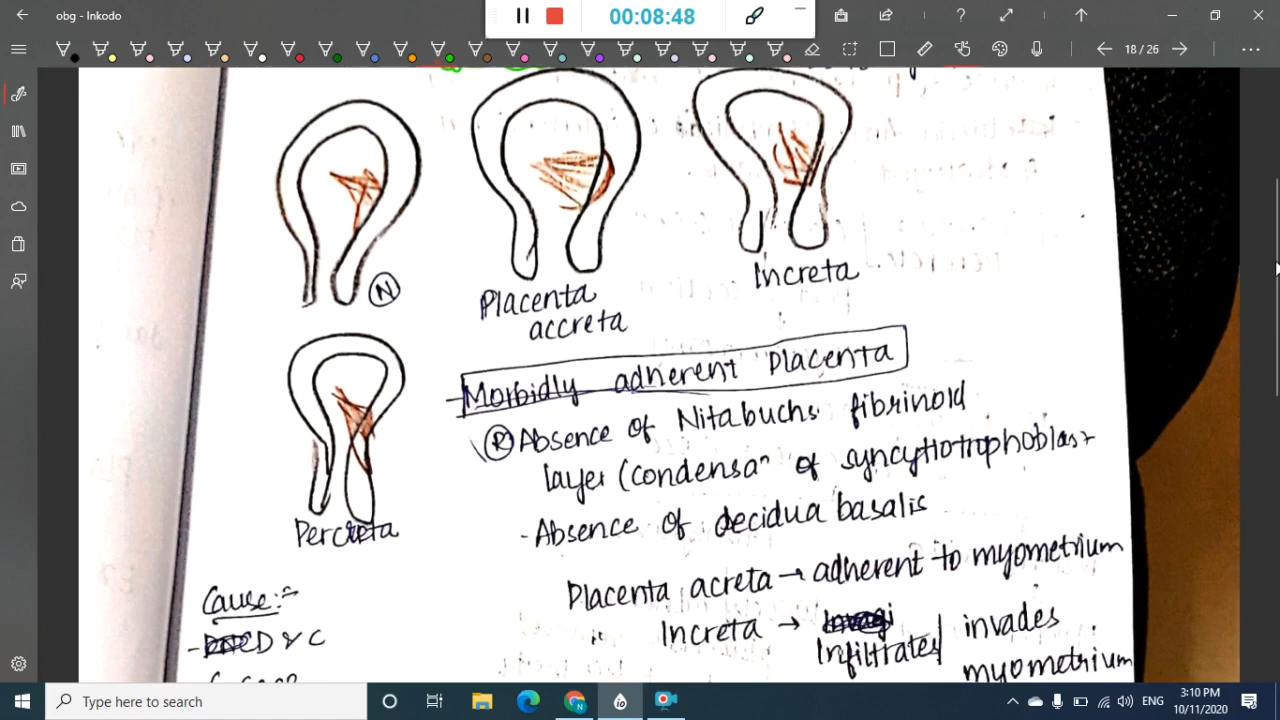 obg - Inkodo
00:08:48
18 / 26
N
Placenta
accreta
Increta
Percreta
Morbidly adherent Placenta
(R) Absence of Nitabuchs fibrinoid
layer (condensaⁿ of syncytiotrophoblast
- Absence of decidua basalis
Placenta acreta → adherent to myometrium
Increta →
Infiltrates / invades
myometrium
Cause :-
- D & C
Type here to search
ENG
3:10 PM
10/11/2020